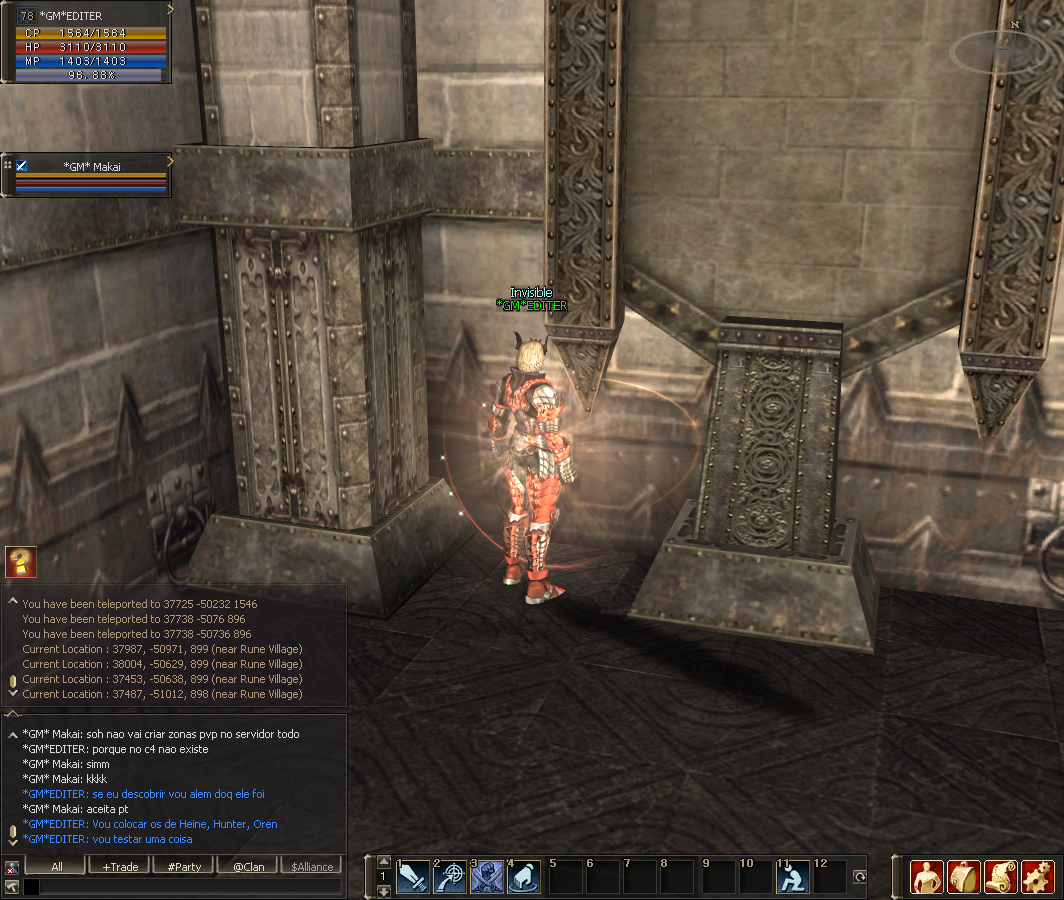 78 *GM*EDITER
CP 1564/1564
HP 3110/3110
MP 1403/1403
96.88%
N
*GM* Makai
Invisible
*GM*EDITER
You have been teleported to 37725 -50232 1546
You have been teleported to 37738 -5076 896
You have been teleported to 37738 -50736 896
Current Location : 37987, -50971, 899 (near Rune Village)
Current Location : 38004, -50629, 899 (near Rune Village)
Current Location : 37453, -50638, 899 (near Rune Village)
Current Location : 37487, -51012, 898 (near Rune Village)
*GM* Makai: soh nao vai criar zonas pvp no servidor todo
*GM*EDITER: porque no c4 nao existe
*GM* Makai: simm
*GM* Makai: kkkk
*GM*EDITER: se eu descobrir vou alem doq ele foi
*GM* Makai: aceita pt
*GM*EDITER: Vou colocar os de Heine, Hunter, Oren
*GM*EDITER: vou testar uma coisa
All +Trade #Party @Clan $Alliance
1 1 2 3 4 5 6 7 8 9 10 11 12